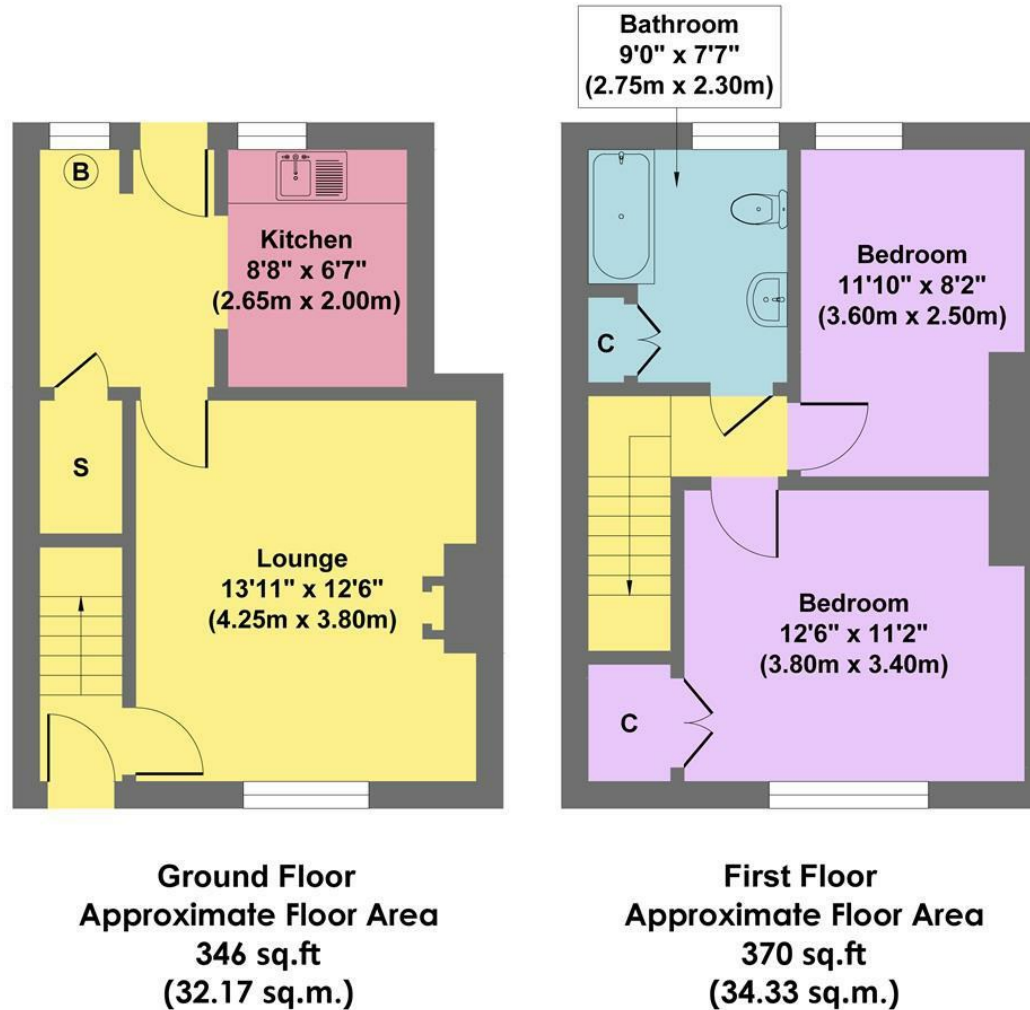 Bathroom
9'0" x 7'7"
(2.75m x 2.30m)
B
Kitchen
8'8" x 6'7"
(2.65m x 2.00m)
S
Lounge
13'11" x 12'6"
(4.25m x 3.80m)
Bedroom
11'10" x 8'2"
(3.60m x 2.50m)
C
Bedroom
12'6" x 11'2"
(3.80m x 3.40m)
C
Ground Floor
Approximate Floor Area
346 sq.ft
(32.17 sq.m.)
First Floor
Approximate Floor Area
370 sq.ft
(34.33 sq.m.)